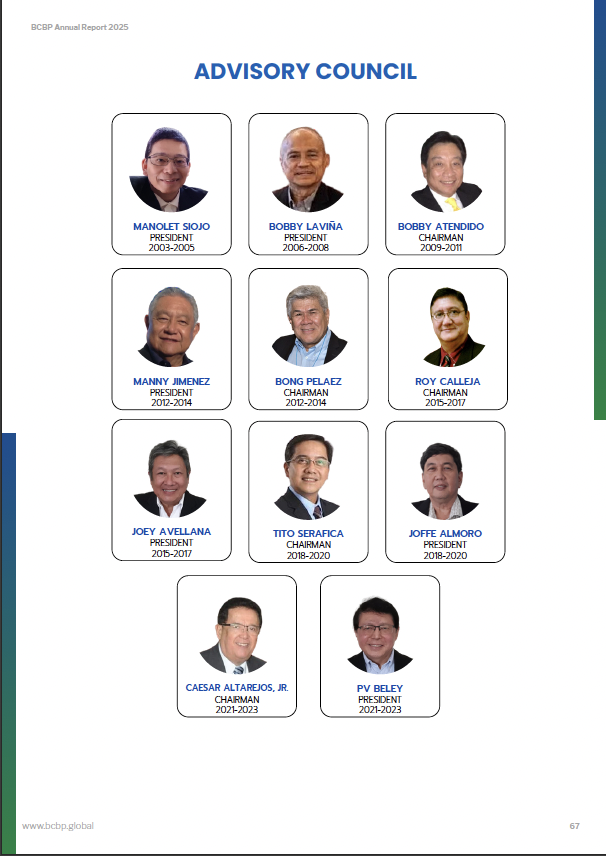 BCBP Annual Report 2025
ADVISORY COUNCIL
MANOLET SIOJO
PRESIDENT
2003-2005
BOBBY LAVIÑA
PRESIDENT
2006-2008
BOBBY ATENDIDO
CHAIRMAN
2009-2011
MANNY JIMENEZ
PRESIDENT
2012-2014
BONG PELAEZ
CHAIRMAN
2012-2014
ROY CALLEJA
CHAIRMAN
2015-2017
JOEY AVELLANA
PRESIDENT
2015-2017
TITO SERAFICA
CHAIRMAN
2018-2020
JOFFE ALMORO
PRESIDENT
2018-2020
CAESAR ALTAREJOS, JR.
CHAIRMAN
2021-2023
PV BELEY
PRESIDENT
2021-2023
www.bcbp.global
67